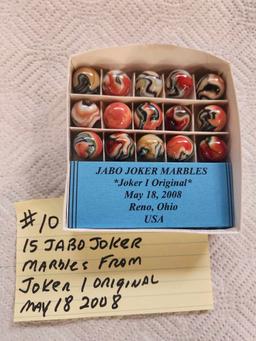 JABO JOKER MARBLES
*Joker I Original*
May 18, 2008
Reno, Ohio
USA
#10
15 JABO JOKER
MARBLES FROM
JOKER I ORIGINAL
MAY 18 2008